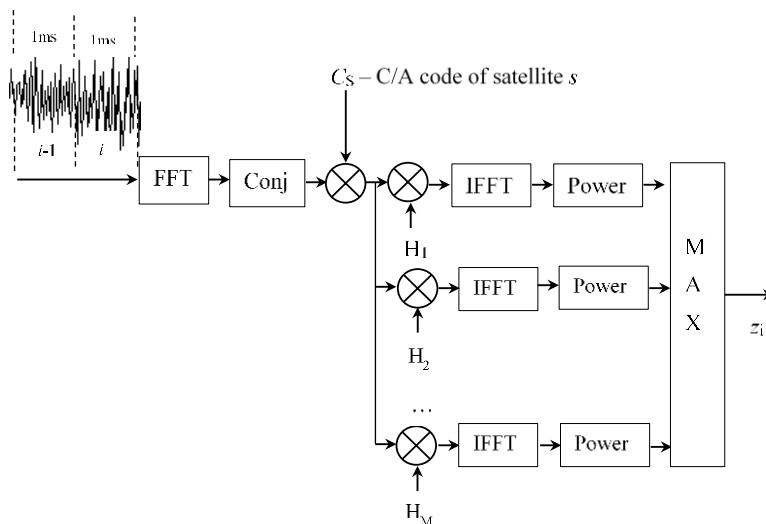 1ms 1ms
C_S – C/A code of satellite s
i-1 i
FFT
Conj
IFFT
Power
H_1
IFFT
Power
H_2
M
A
X
z_i
...
IFFT
Power
H_M